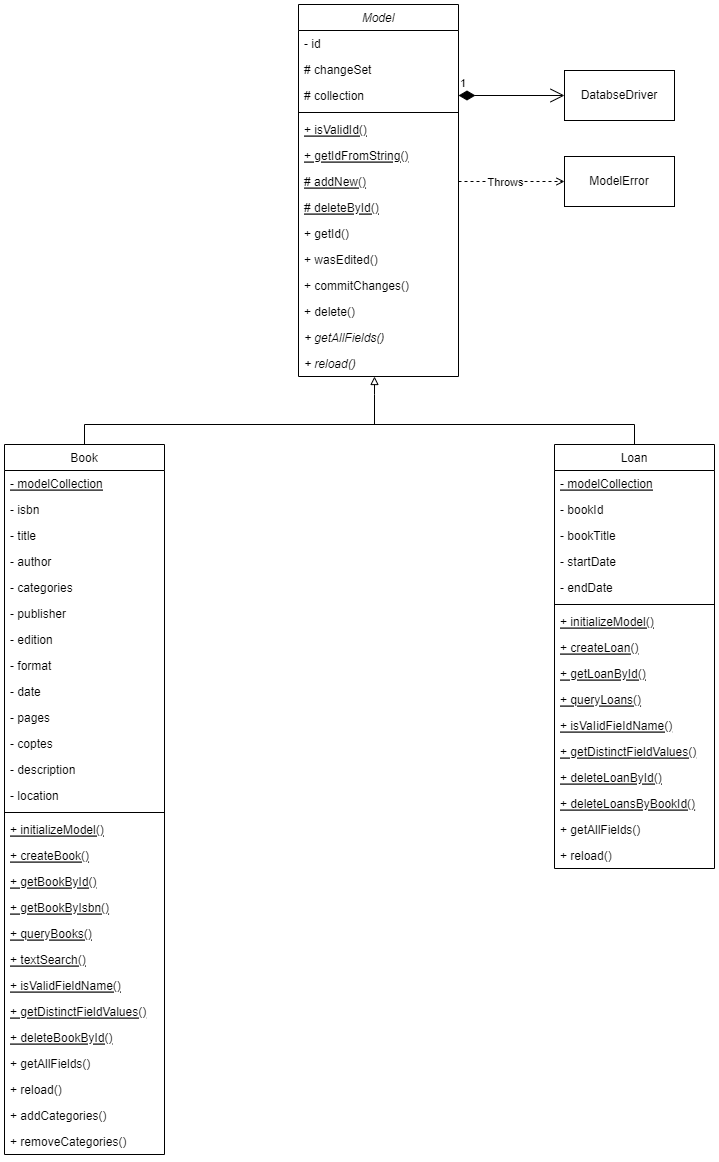 Model
- id
# changeSet
# collection
1
DatabseDriver
+ isValidId()
+ getIdFromString()
# addNew()
Throws
ModelError
# deleteById()
+ getId()
+ wasEdited()
+ commitChanges()
+ delete()
+ getAllFields()
+ reload()
Book
- modelCollection
- isbn
- title
- author
- categories
- publisher
- edition
- format
- date
- pages
- coptes
- description
- location
+ initializeModel()
+ createBook()
+ getBookById()
+ getBookByIsbn()
+ queryBooks()
+ textSearch()
+ isValidFieldName()
+ getDistinctFieldValues()
+ deleteBookById()
+ getAllFields()
+ reload()
+ addCategories()
+ removeCategories()
Loan
- modelCollection
- bookId
- bookTitle
- startDate
- endDate
+ initializeModel()
+ createLoan()
+ getLoanById()
+ queryLoans()
+ isValidFieldName()
+ getDistinctFieldValues()
+ deleteLoanById()
+ deleteLoansByBookId()
+ getAllFields()
+ reload()